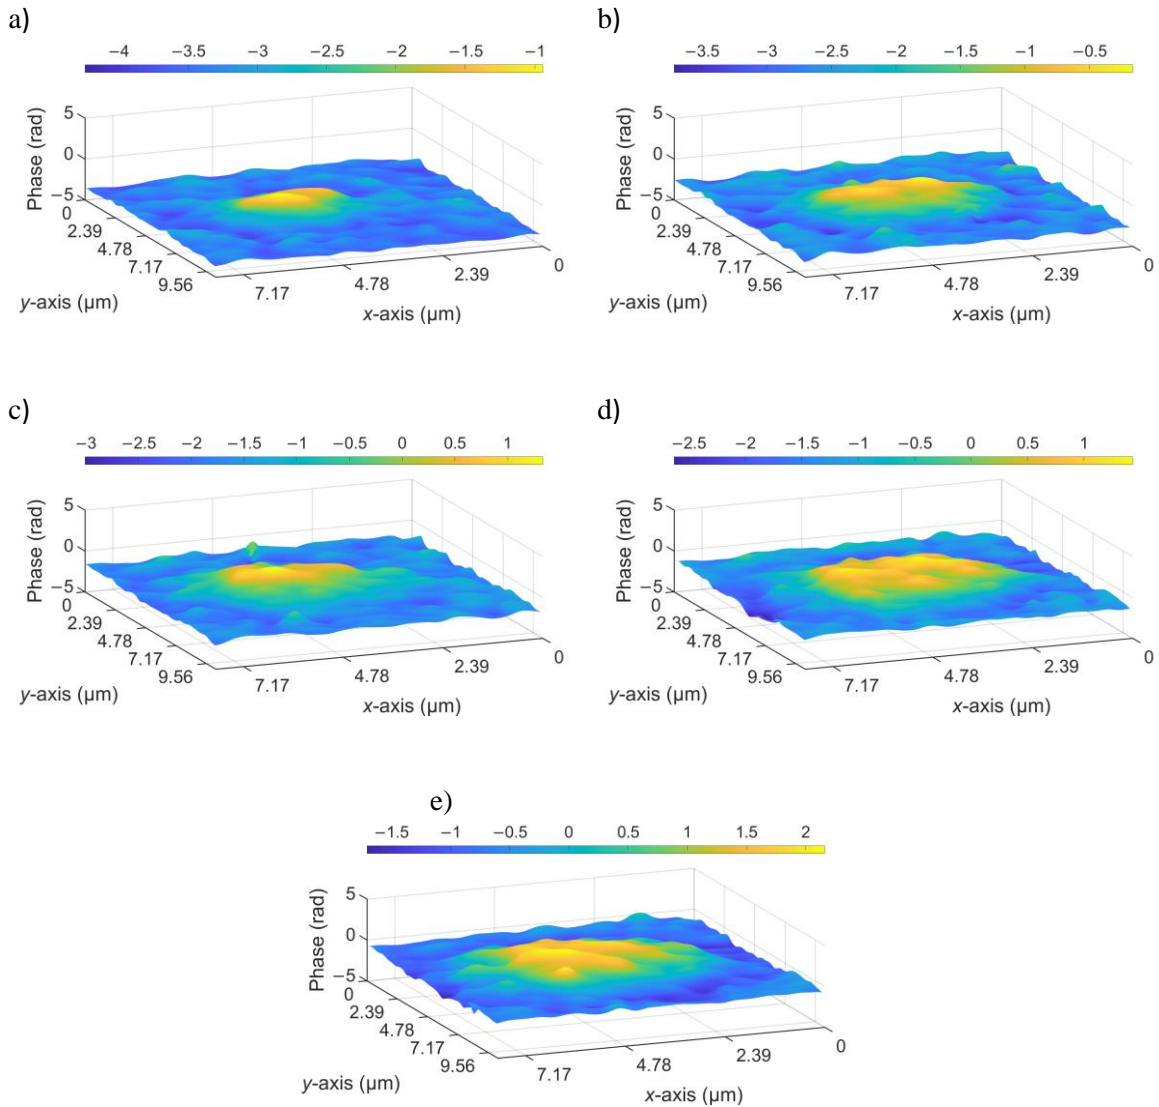 a)
−4 −3.5 −3 −2.5 −2 −1.5 −1
Phase (rad)
5
0
−5
0
2.39
4.78
7.17
9.56
y-axis (µm)
7.17
4.78
2.39
0
x-axis (µm)
b)
−3.5 −3 −2.5 −2 −1.5 −1 −0.5
Phase (rad)
5
0
−5
0
2.39
4.78
7.17
9.56
y-axis (µm)
7.17
4.78
2.39
0
x-axis (µm)
c)
−3 −2.5 −2 −1.5 −1 −0.5 0 0.5 1
Phase (rad)
5
0
−5
0
2.39
4.78
7.17
9.56
y-axis (µm)
7.17
4.78
2.39
0
x-axis (µm)
d)
−2.5 −2 −1.5 −1 −0.5 0 0.5 1
Phase (rad)
5
0
−5
0
2.39
4.78
7.17
9.56
y-axis (µm)
7.17
4.78
2.39
0
x-axis (µm)
e)
−1.5 −1 −0.5 0 0.5 1 1.5 2
Phase (rad)
5
0
−5
0
2.39
4.78
7.17
9.56
y-axis (µm)
7.17
4.78
2.39
0
x-axis (µm)